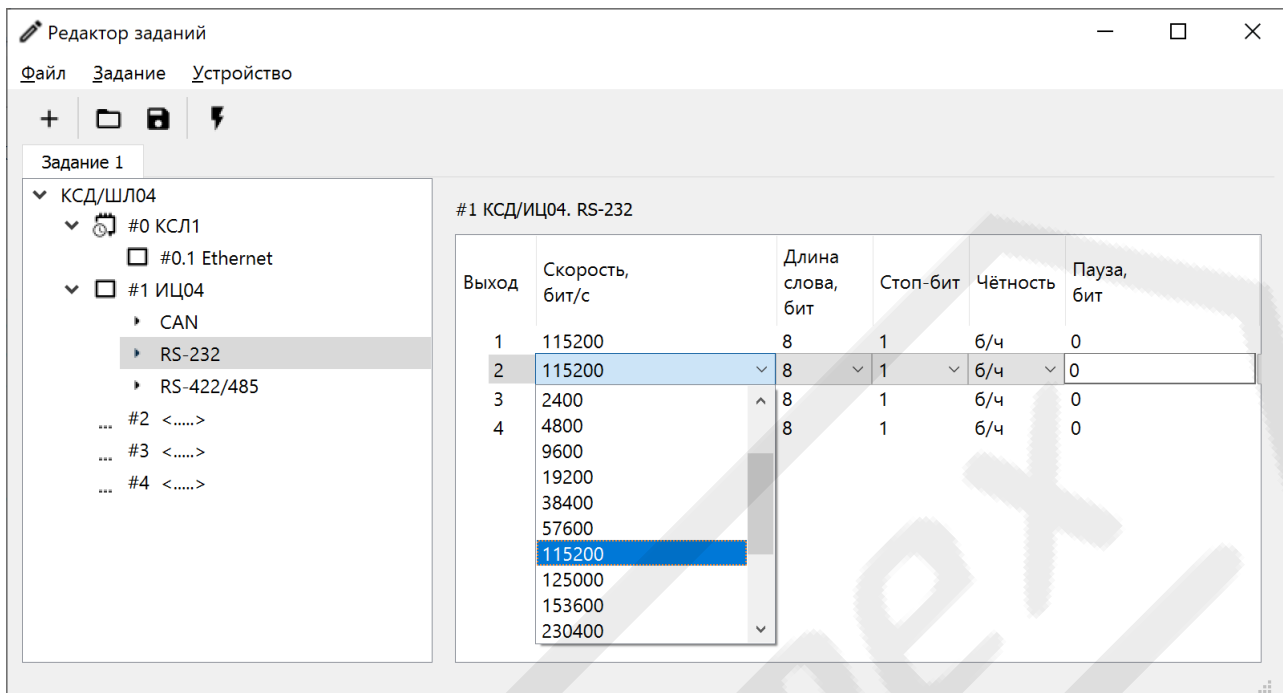 Редактор заданий
Файл Задание Устройство
Задание 1
КСД/ШЛ04
#0 КСЛ1
#0.1 Ethernet
#1 ИЦ04
CAN
RS-232
RS-422/485
#2 <.....>
#3 <.....>
#4 <.....>
#1 КСД/ИЦ04. RS-232
Выход Скорость, бит/с Длина слова, бит Стоп-бит Чётность Пауза, бит
1 115200 8 1 б/ч 0
2 115200 8 1 б/ч 0
3 8 1 б/ч 0
4 8 1 б/ч 0
2400
4800
9600
19200
38400
57600
115200
125000
153600
230400